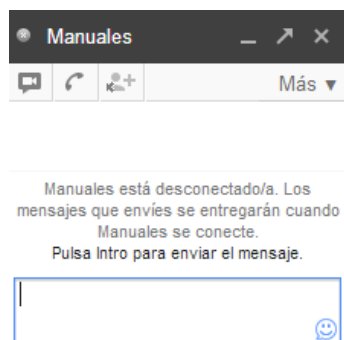 Manuales
Más
Manuales está desconectado/a. Los
mensajes que envíes se entregarán cuando
Manuales se conecte.
Pulsa Intro para enviar el mensaje.